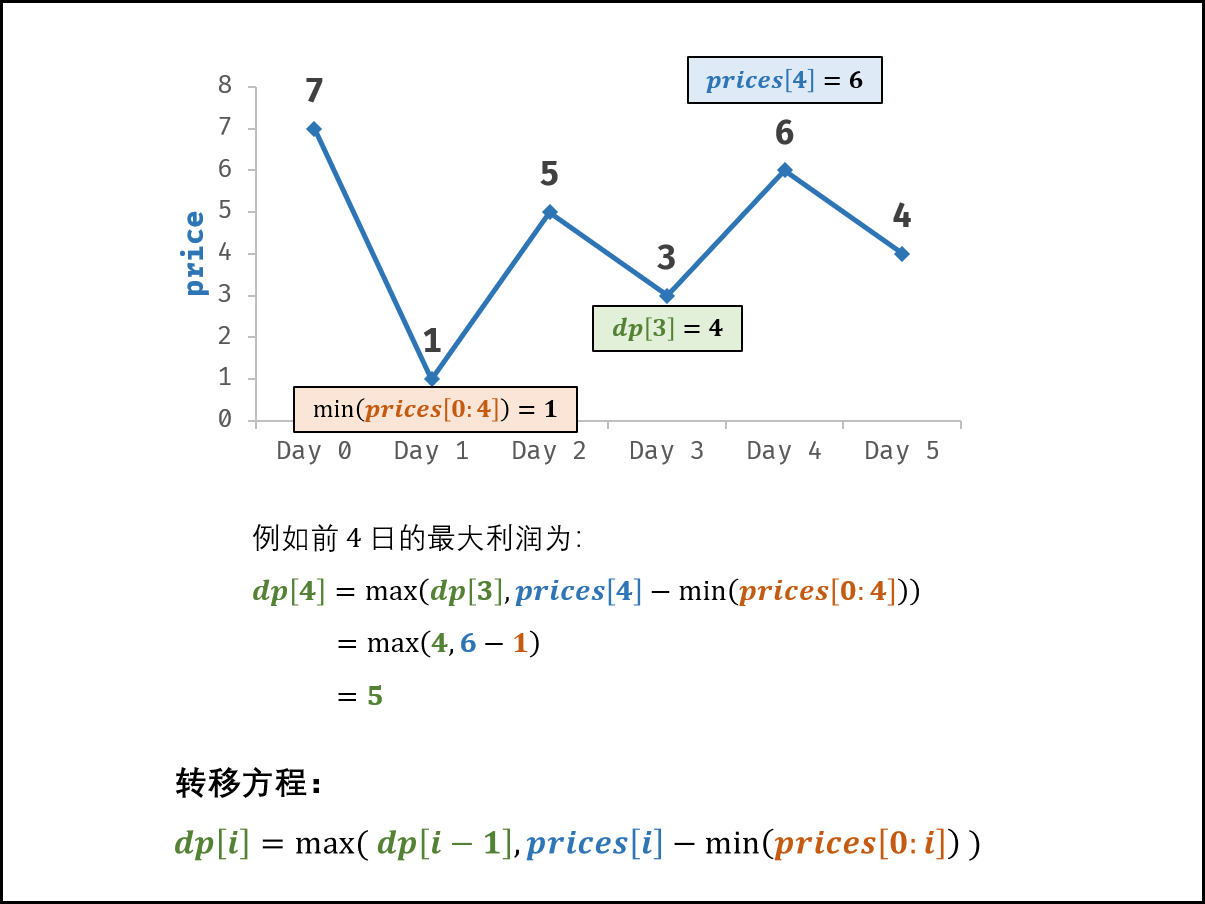 prices[4] = 6
8
7
6
5
4
3
2
1
0
price
7
1
5
3
6
4
dp[3] = 4
min(prices[0: 4]) = 1
Day 0 Day 1 Day 2 Day 3 Day 4 Day 5
例如前 4 日的最大利润为：
dp[4] = max(dp[3], prices[4] − min(prices[0: 4]))
= max(4, 6 − 1)
= 5
转移方程：
dp[i] = max( dp[i − 1], prices[i] − min(prices[0: i]) )